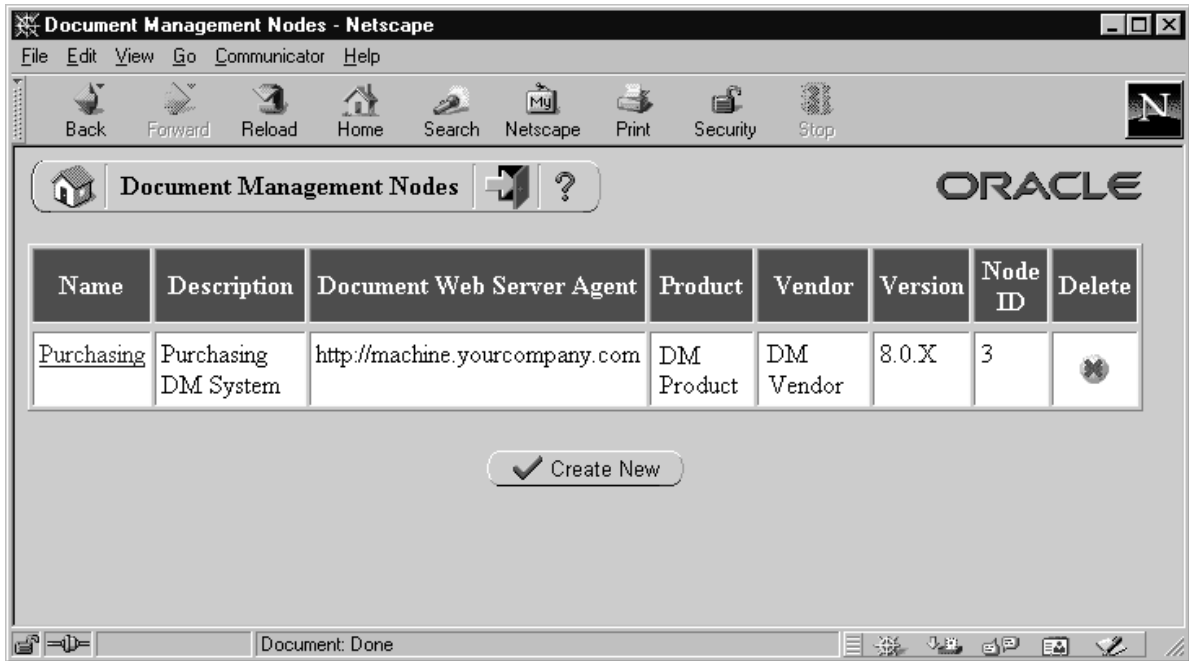 Document Management Nodes - Netscape
File Edit View Go Communicator Help
Back Forward Reload Home Search Netscape Print Security Stop
My
N
Document Management Nodes ?
ORACLE
Name Description Document Web Server Agent Product Vendor Version Node ID Delete
Purchasing Purchasing DM System http://machine.yourcompany.com DM Product DM Vendor 8.0.X 3
Create New
Document: Done